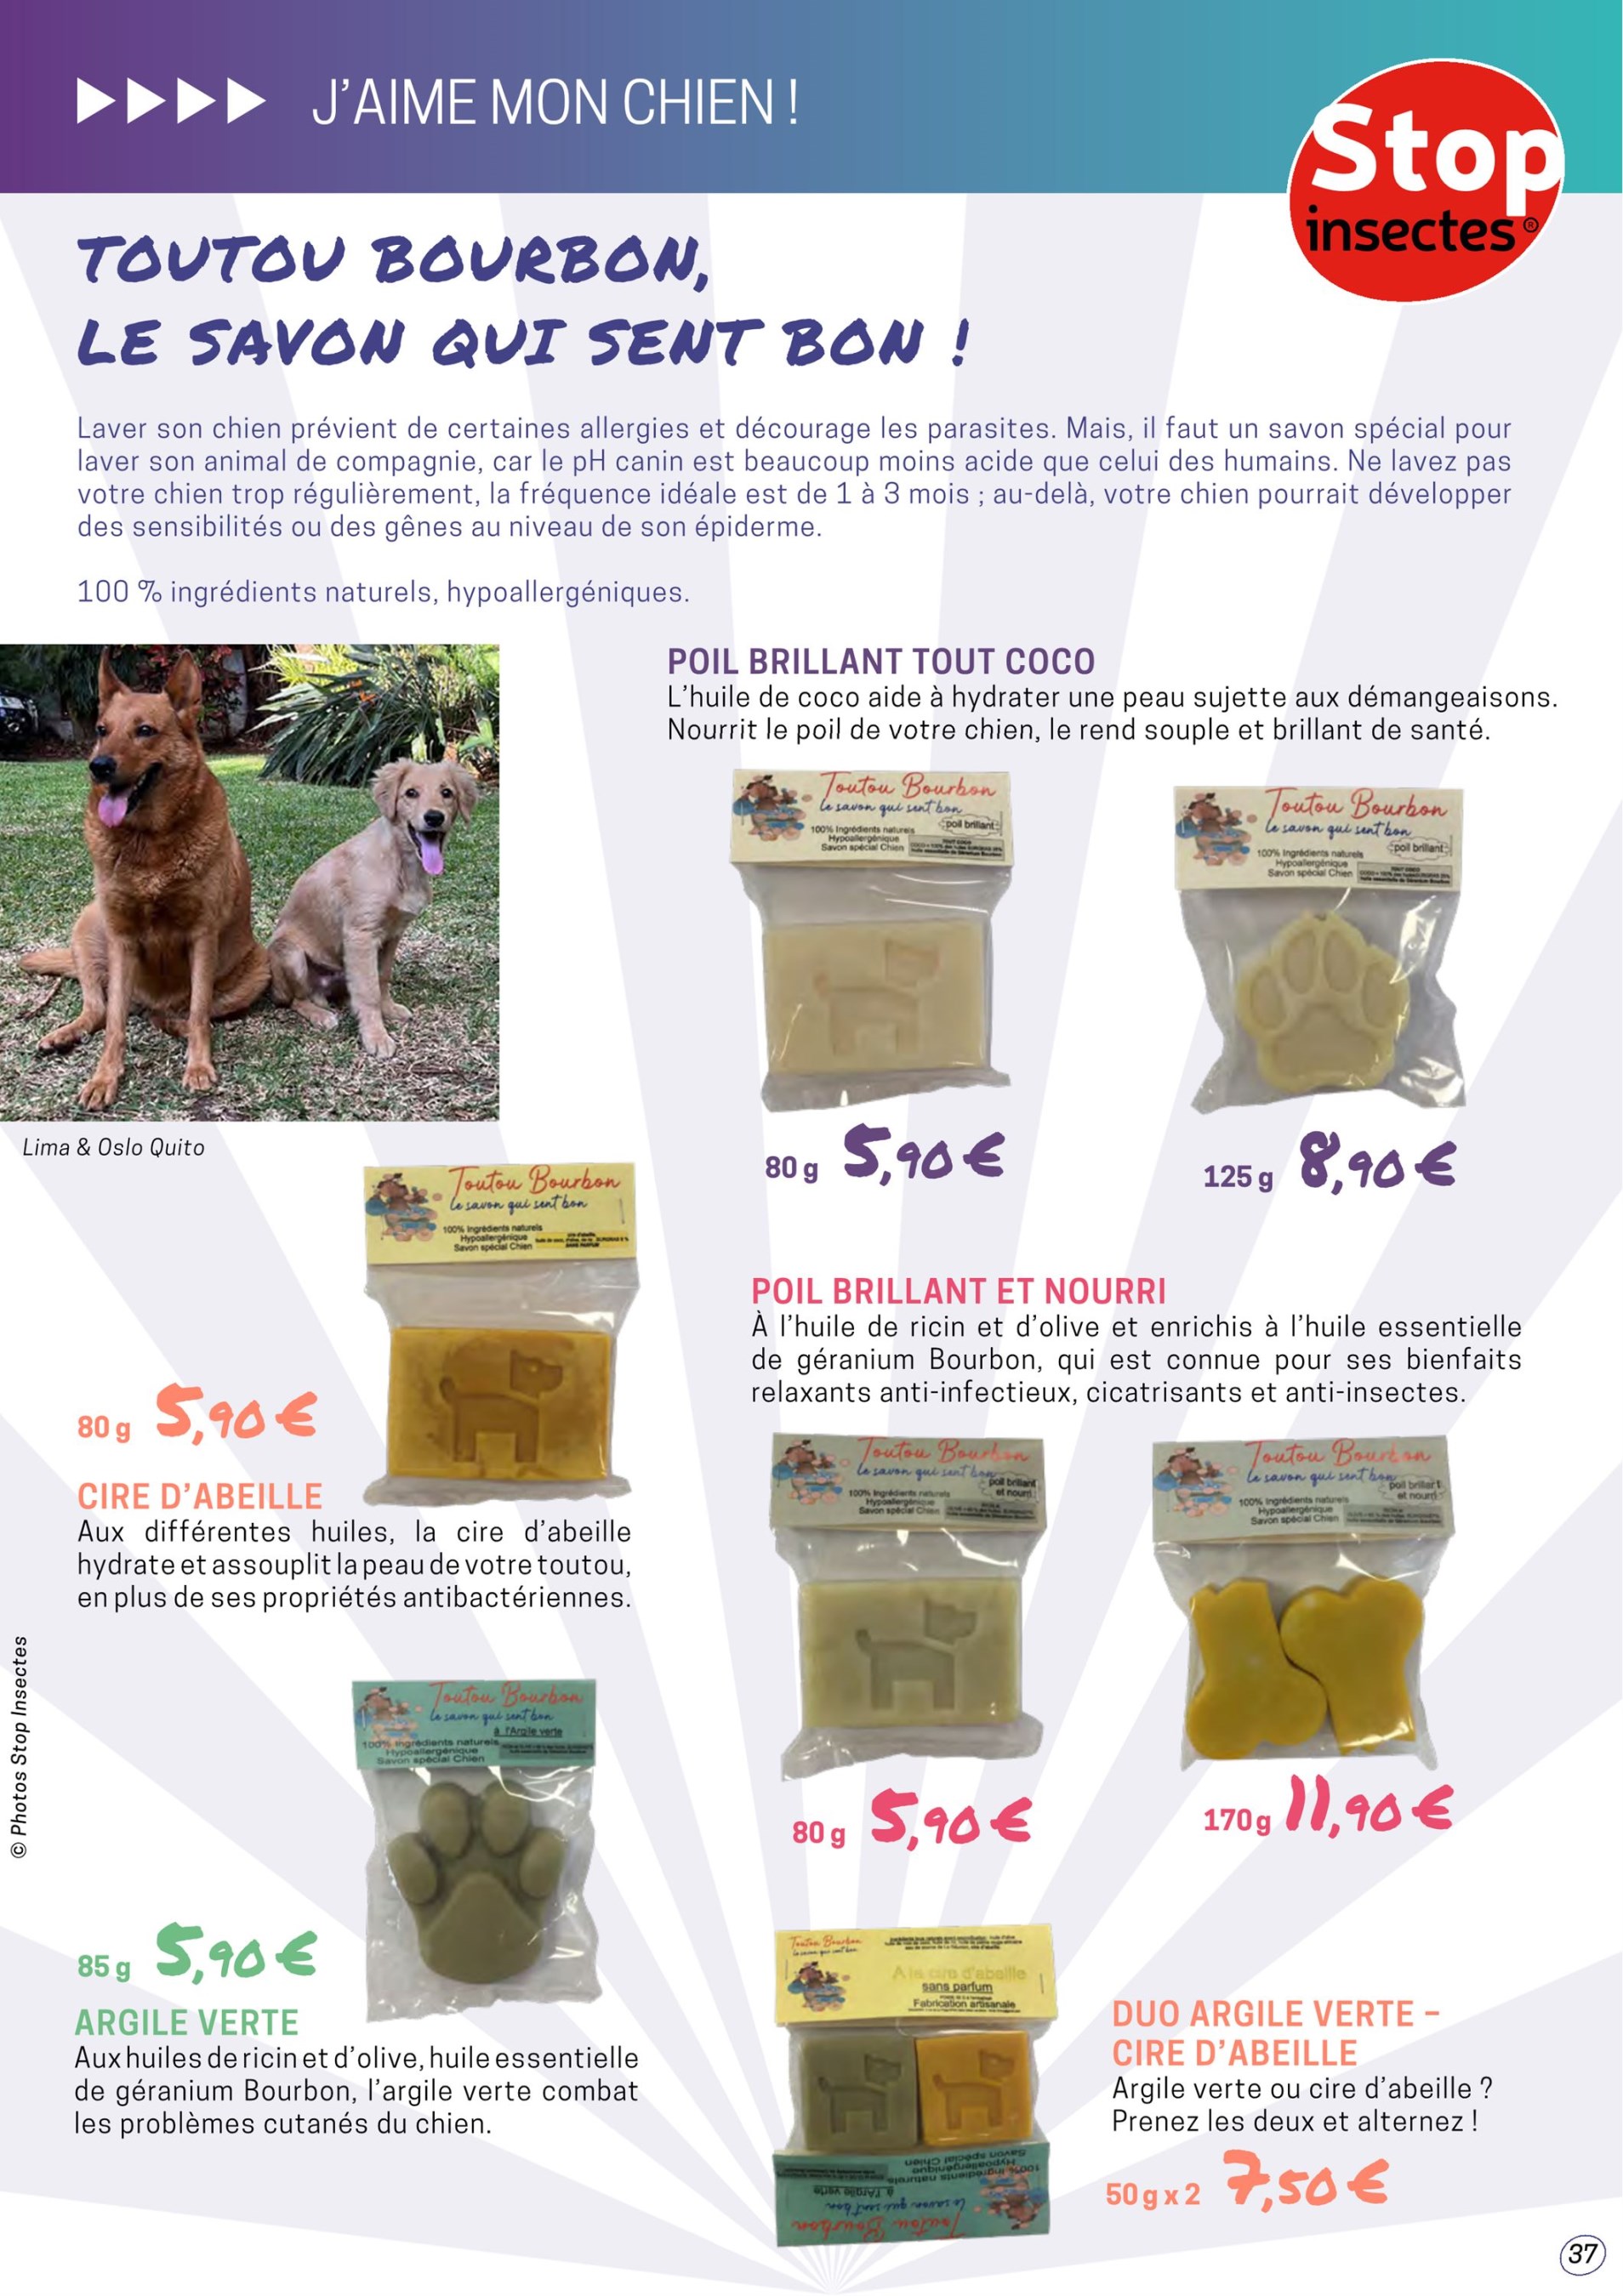 J'AIME MON CHIEN !
Stop
insectes®
TOUTOU BOURBON,
LE SAVON QUI SENT BON !
Laver son chien prévient de certaines allergies et décourage les parasites. Mais, il faut un savon spécial pour
laver son animal de compagnie, car le pH canin est beaucoup moins acide que celui des humains. Ne lavez pas
votre chien trop régulièrement, la fréquence idéale est de 1 à 3 mois ; au-delà, votre chien pourrait développer
des sensibilités ou des gênes au niveau de son épiderme.
100 % ingrédients naturels, hypoallergéniques.
POIL BRILLANT TOUT COCO
L'huile de coco aide à hydrater une peau sujette aux démangeaisons.
Nourrit le poil de votre chien, le rend souple et brillant de santé.
Toutou Bourbon
le savon qui sent bon
poil brillant
100% Ingrédients naturels
Hypoallergénique
Savon spécial Chien
Toutou Bourbon
le savon qui sent bon
poil brillant
100% Ingrédients naturels
Hypoallergénique
Savon spécial Chien
Lima & Oslo Quito
80 g 5,90 €
125 g 8,90 €
Toutou Bourbon
le savon qui sent bon
100% Ingrédients naturels
Hypoallergénique
Savon spécial Chien
80 g 5,90 €
CIRE D'ABEILLE
Aux différentes huiles, la cire d'abeille
hydrate et assouplit la peau de votre toutou,
en plus de ses propriétés antibactériennes.
POIL BRILLANT ET NOURRI
À l'huile de ricin et d'olive et enrichis à l'huile essentielle
de géranium Bourbon, qui est connue pour ses bienfaits
relaxants anti-infectieux, cicatrisants et anti-insectes.
Toutou Bourbon
le savon qui sent bon
poil brillant
et nourri
100% Ingrédients naturels
Hypoallergénique
Savon spécial Chien
Toutou Bourbon
le savon qui sent bon
poil brillant
et nourri
100% Ingrédients naturels
Hypoallergénique
Savon spécial Chien
80 g 5,90 €
170 g 11,90 €
© Photos Stop Insectes
Toutou Bourbon
le savon qui sent bon
à l'Argile verte
100% Ingrédients naturels
Hypoallergénique
Savon spécial Chien
85 g 5,90 €
ARGILE VERTE
Aux huiles de ricin et d'olive, huile essentielle
de géranium Bourbon, l'argile verte combat
les problèmes cutanés du chien.
Toutou Bourbon
le savon qui sent bon
A la cire d'abeille
sans parfum
Fabrication artisanale
Savon spécial Chien
Hypoallergénique
100% Ingrédients naturels
à l'Argile verte
le savon qui sent bon
Toutou Bourbon
DUO ARGILE VERTE –
CIRE D'ABEILLE
Argile verte ou cire d'abeille ?
Prenez les deux et alternez !
50 g x 2 7,50 €
37